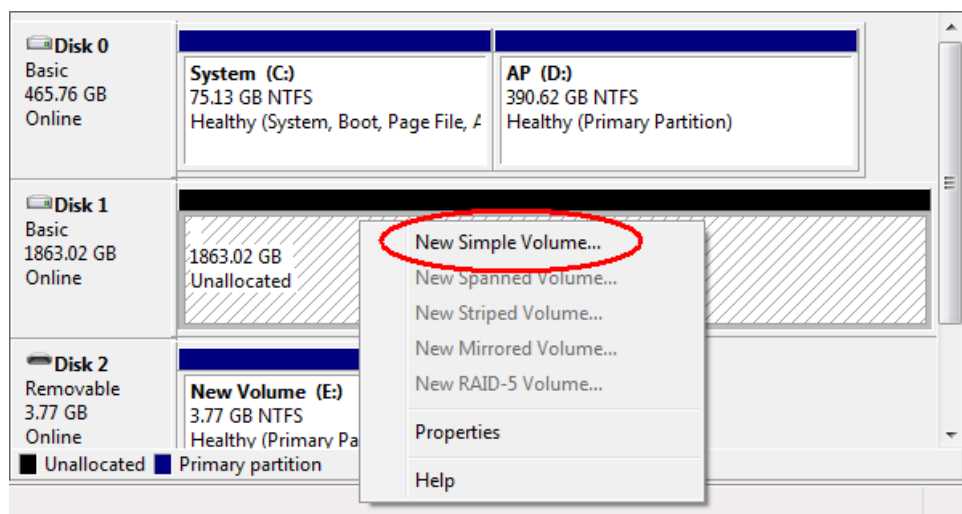 Disk 0
Basic
465.76 GB
Online
System (C:)
75.13 GB NTFS
Healthy (System, Boot, Page File, A
AP (D:)
390.62 GB NTFS
Healthy (Primary Partition)
Disk 1
Basic
1863.02 GB
Online
1863.02 GB
Unallocated
New Simple Volume...
New Spanned Volume...
New Striped Volume...
New Mirrored Volume...
New RAID-5 Volume...
Properties
Help
Disk 2
Removable
3.77 GB
Online
New Volume (E:)
3.77 GB NTFS
Healthy (Primary Pa
Unallocated
Primary partition